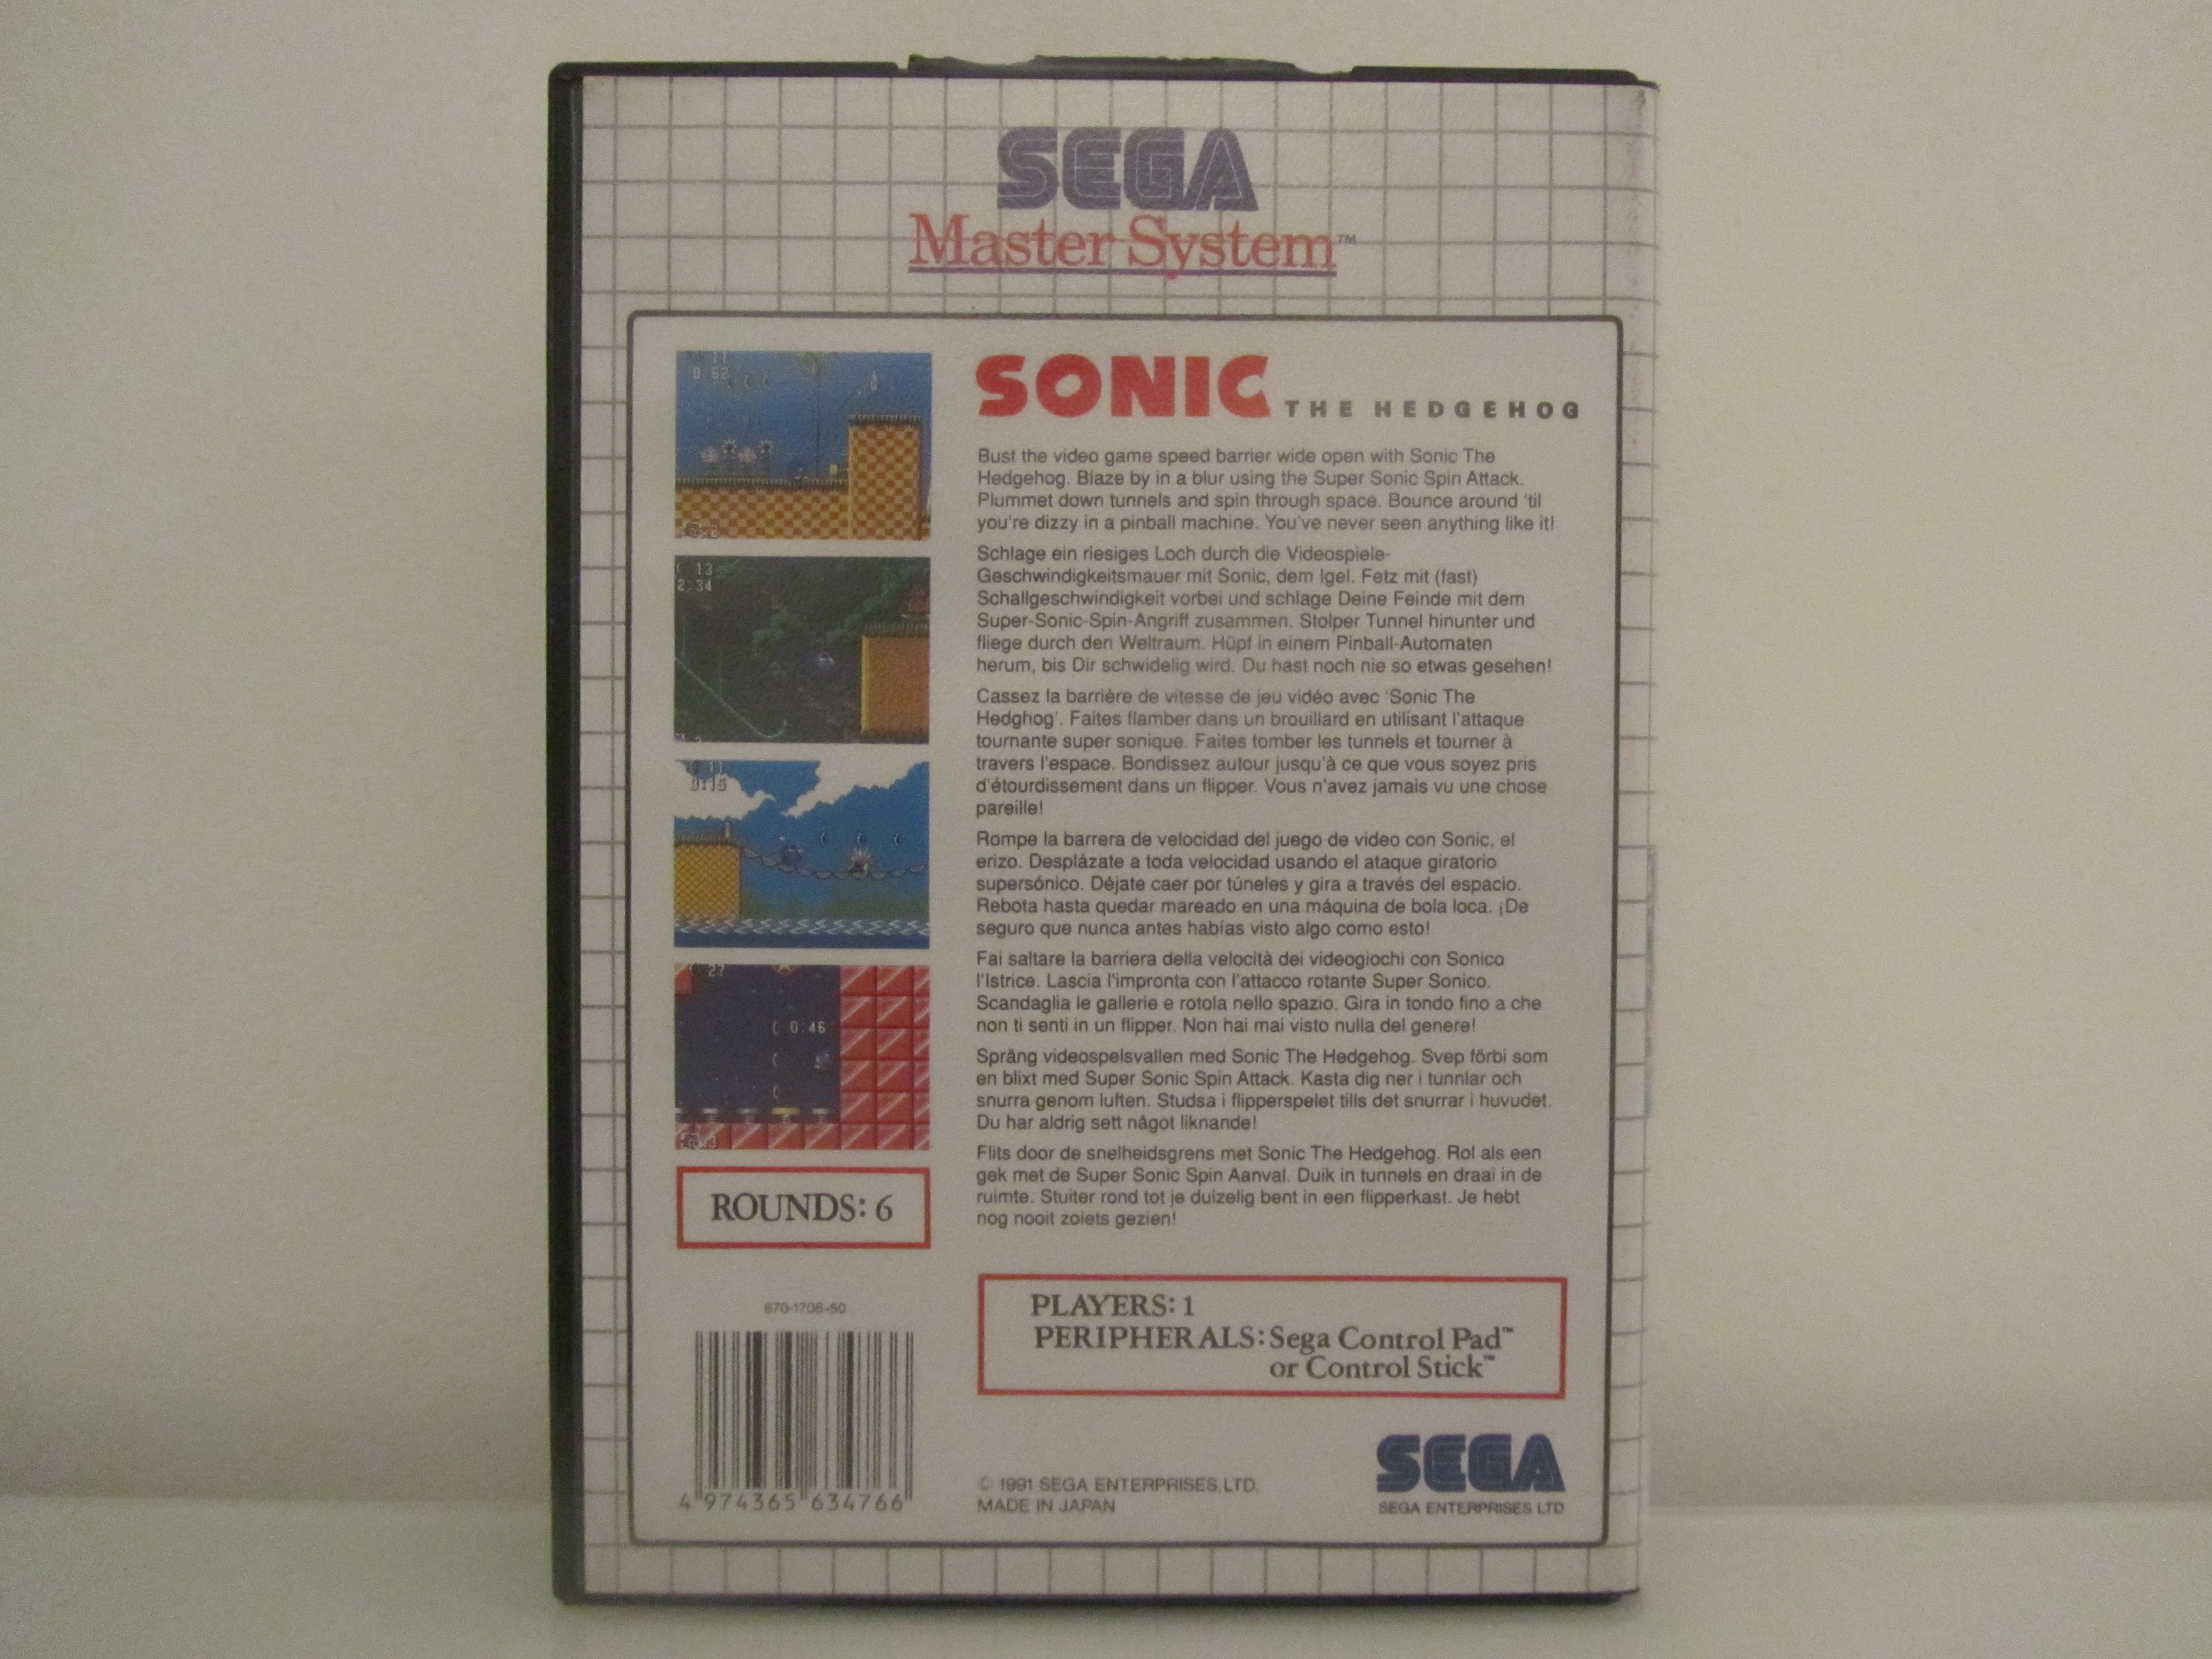 SEGA
Master System™
11
0:52
13
2:34
11
0:15
27
0:46
ROUNDS: 6
SONIC THE HEDGEHOG
Bust the video game speed barrier wide open with Sonic The
Hedgehog. Blaze by in a blur using the Super Sonic Spin Attack.
Plummet down tunnels and spin through space. Bounce around 'til
you're dizzy in a pinball machine. You've never seen anything like it!
Schlage ein riesiges Loch durch die Videospiele-
Geschwindigkeitsmauer mit Sonic, dem Igel. Fetz mit (fast)
Schallgeschwindigkeit vorbei und schlage Deine Feinde mit dem
Super-Sonic-Spin-Angriff zusammen. Stolper Tunnel hinunter und
fliege durch den Weltraum. Hüpf in einem Pinball-Automaten
herum, bis Dir schwidelig wird. Du hast noch nie so etwas gesehen!
Cassez la barrière de vitesse de jeu vidéo avec 'Sonic The
Hedghog'. Faites flamber dans un brouillard en utilisant l'attaque
tournante super sonique. Faites tomber les tunnels et tourner à
travers l'espace. Bondissez autour jusqu'à ce que vous soyez pris
d'étourdissement dans un flipper. Vous n'avez jamais vu une chose
pareille!
Rompe la barrera de velocidad del juego de video con Sonic, el
erizo. Desplázate a toda velocidad usando el ataque giratorio
supersónico. Déjate caer por túneles y gira a través del espacio.
Rebota hasta quedar mareado en una máquina de bola loca. ¡De
seguro que nunca antes habías visto algo como esto!
Fai saltare la barriera della velocità dei videogiochi con Sonico
l'Istrice. Lascia l'impronta con l'attacco rotante Super Sonico.
Scandaglia le gallerie e rotola nello spazio. Gira in tondo fino a che
non ti senti in un flipper. Non hai mai visto nulla del genere!
Spräng videospelsvallen med Sonic The Hedgehog. Svep förbi som
en blixt med Super Sonic Spin Attack. Kasta dig ner i tunnlar och
snurra genom luften. Studsa i flipperspelet tills det snurrar i huvudet.
Du har aldrig sett något liknande!
Flits door de snelheidsgrens met Sonic The Hedgehog. Rol als een
gek met de Super Sonic Spin Aanval. Duik in tunnels en draai in de
ruimte. Stuiter rond tot je duizelig bent in een flipperkast. Je hebt
nog nooit zoiets gezien!
PLAYERS: 1
PERIPHERALS: Sega Control Pad™
or Control Stick™
670-1706-50
4 974365 634766
© 1991 SEGA ENTERPRISES, LTD.
MADE IN JAPAN
SEGA
SEGA ENTERPRISES LTD